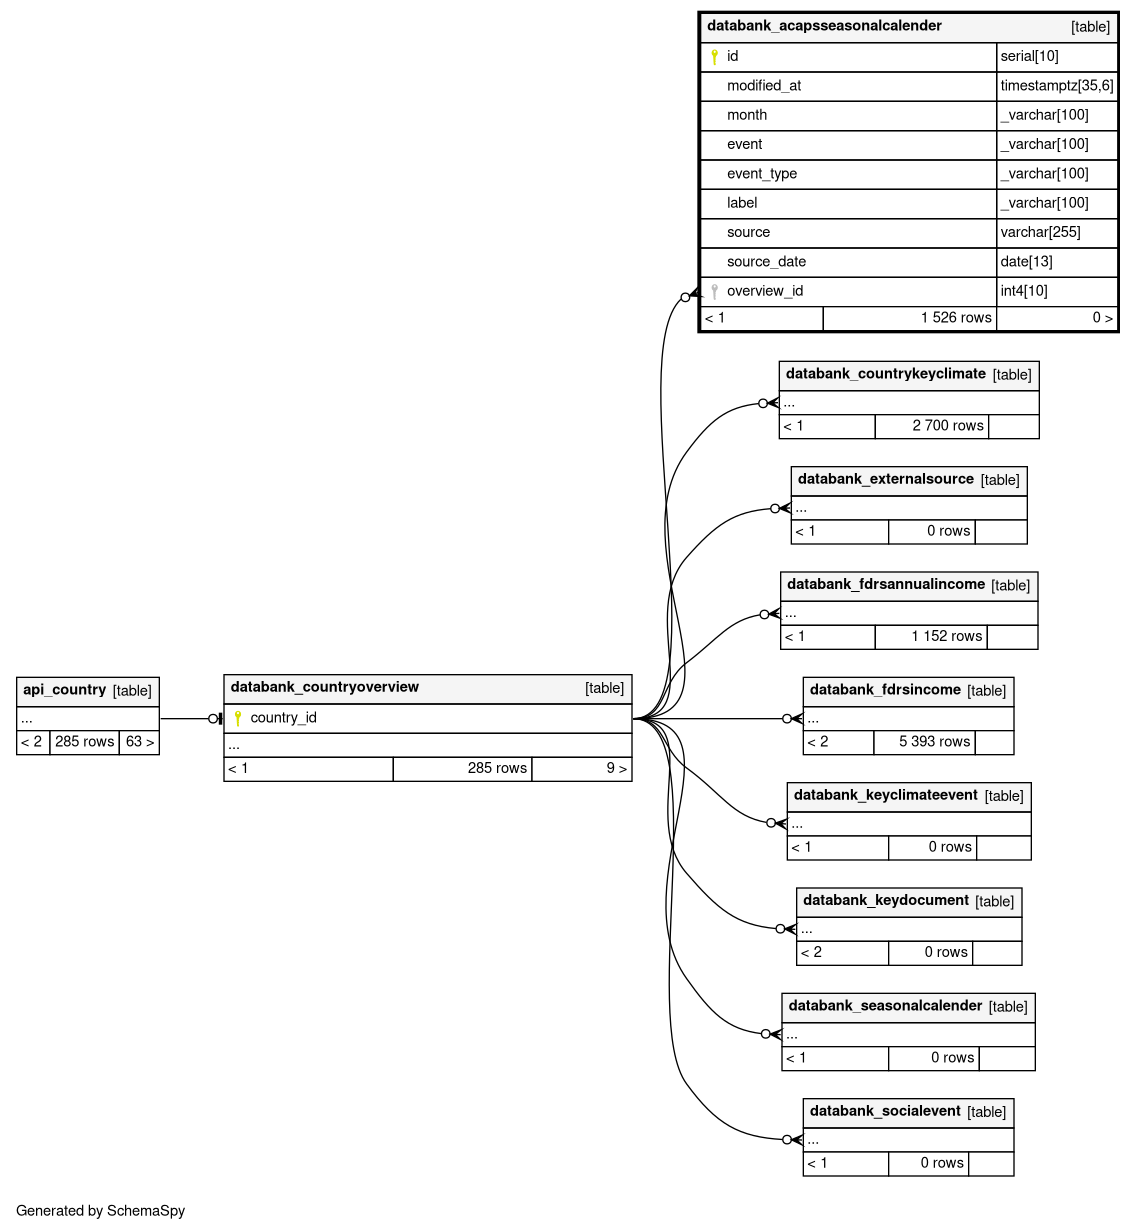 databank_acapsseasonalcalender [table]
id serial[10]
modified_at timestamptz[35,6]
month _varchar[100]
event _varchar[100]
event_type _varchar[100]
label _varchar[100]
source varchar[255]
source_date date[13]
overview_id int4[10]
< 1 1 526 rows 0 >
databank_countrykeyclimate [table]
...
< 1 2 700 rows
databank_externalsource [table]
...
< 1 0 rows
databank_fdrsannualincome [table]
...
< 1 1 152 rows
api_country [table]
...
< 2 285 rows 63 >
databank_countryoverview [table]
country_id
...
< 1 285 rows 9 >
databank_fdrsincome [table]
...
< 2 5 393 rows
databank_keyclimateevent [table]
...
< 1 0 rows
databank_keydocument [table]
...
< 2 0 rows
databank_seasonalcalender [table]
...
< 1 0 rows
databank_socialevent [table]
...
< 1 0 rows
Generated by SchemaSpy